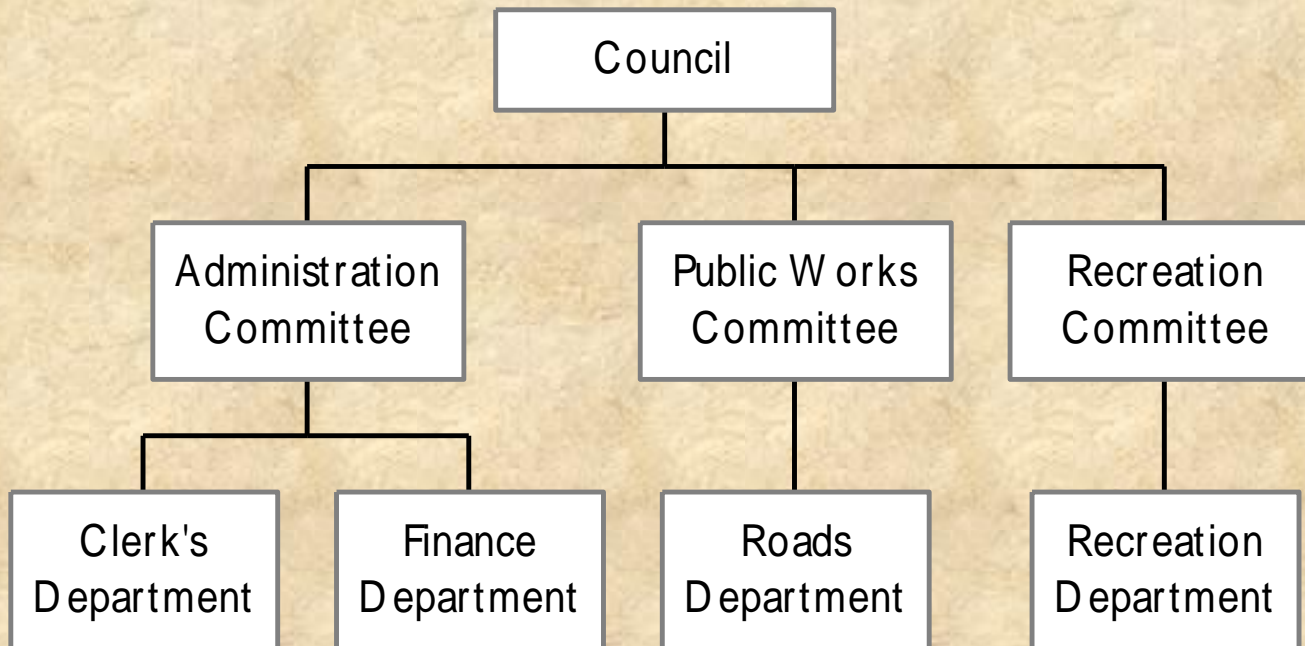 Council
Administration
Committee
Public Works
Committee
Recreation
Committee
Clerk's
Department
Finance
Department
Roads
Department
Recreation
Department